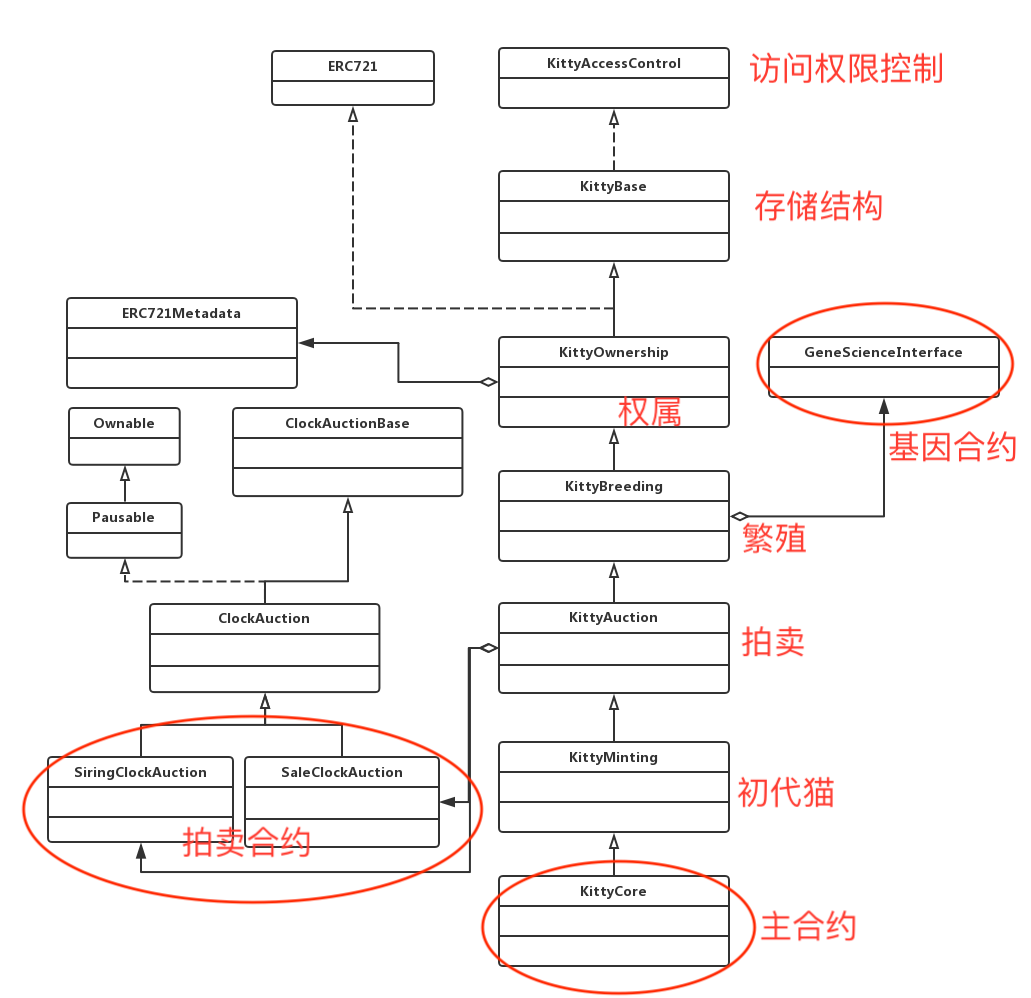 ERC721
KittyAccessControl
访问权限控制
KittyBase
存储结构
ERC721Metadata
KittyOwnership
GeneScienceInterface
权属
Ownable
ClockAuctionBase
基因合约
KittyBreeding
Pausable
繁殖
ClockAuction
KittyAuction
拍卖
KittyMinting
SiringClockAuction
SaleClockAuction
初代猫
拍卖合约
KittyCore
主合约